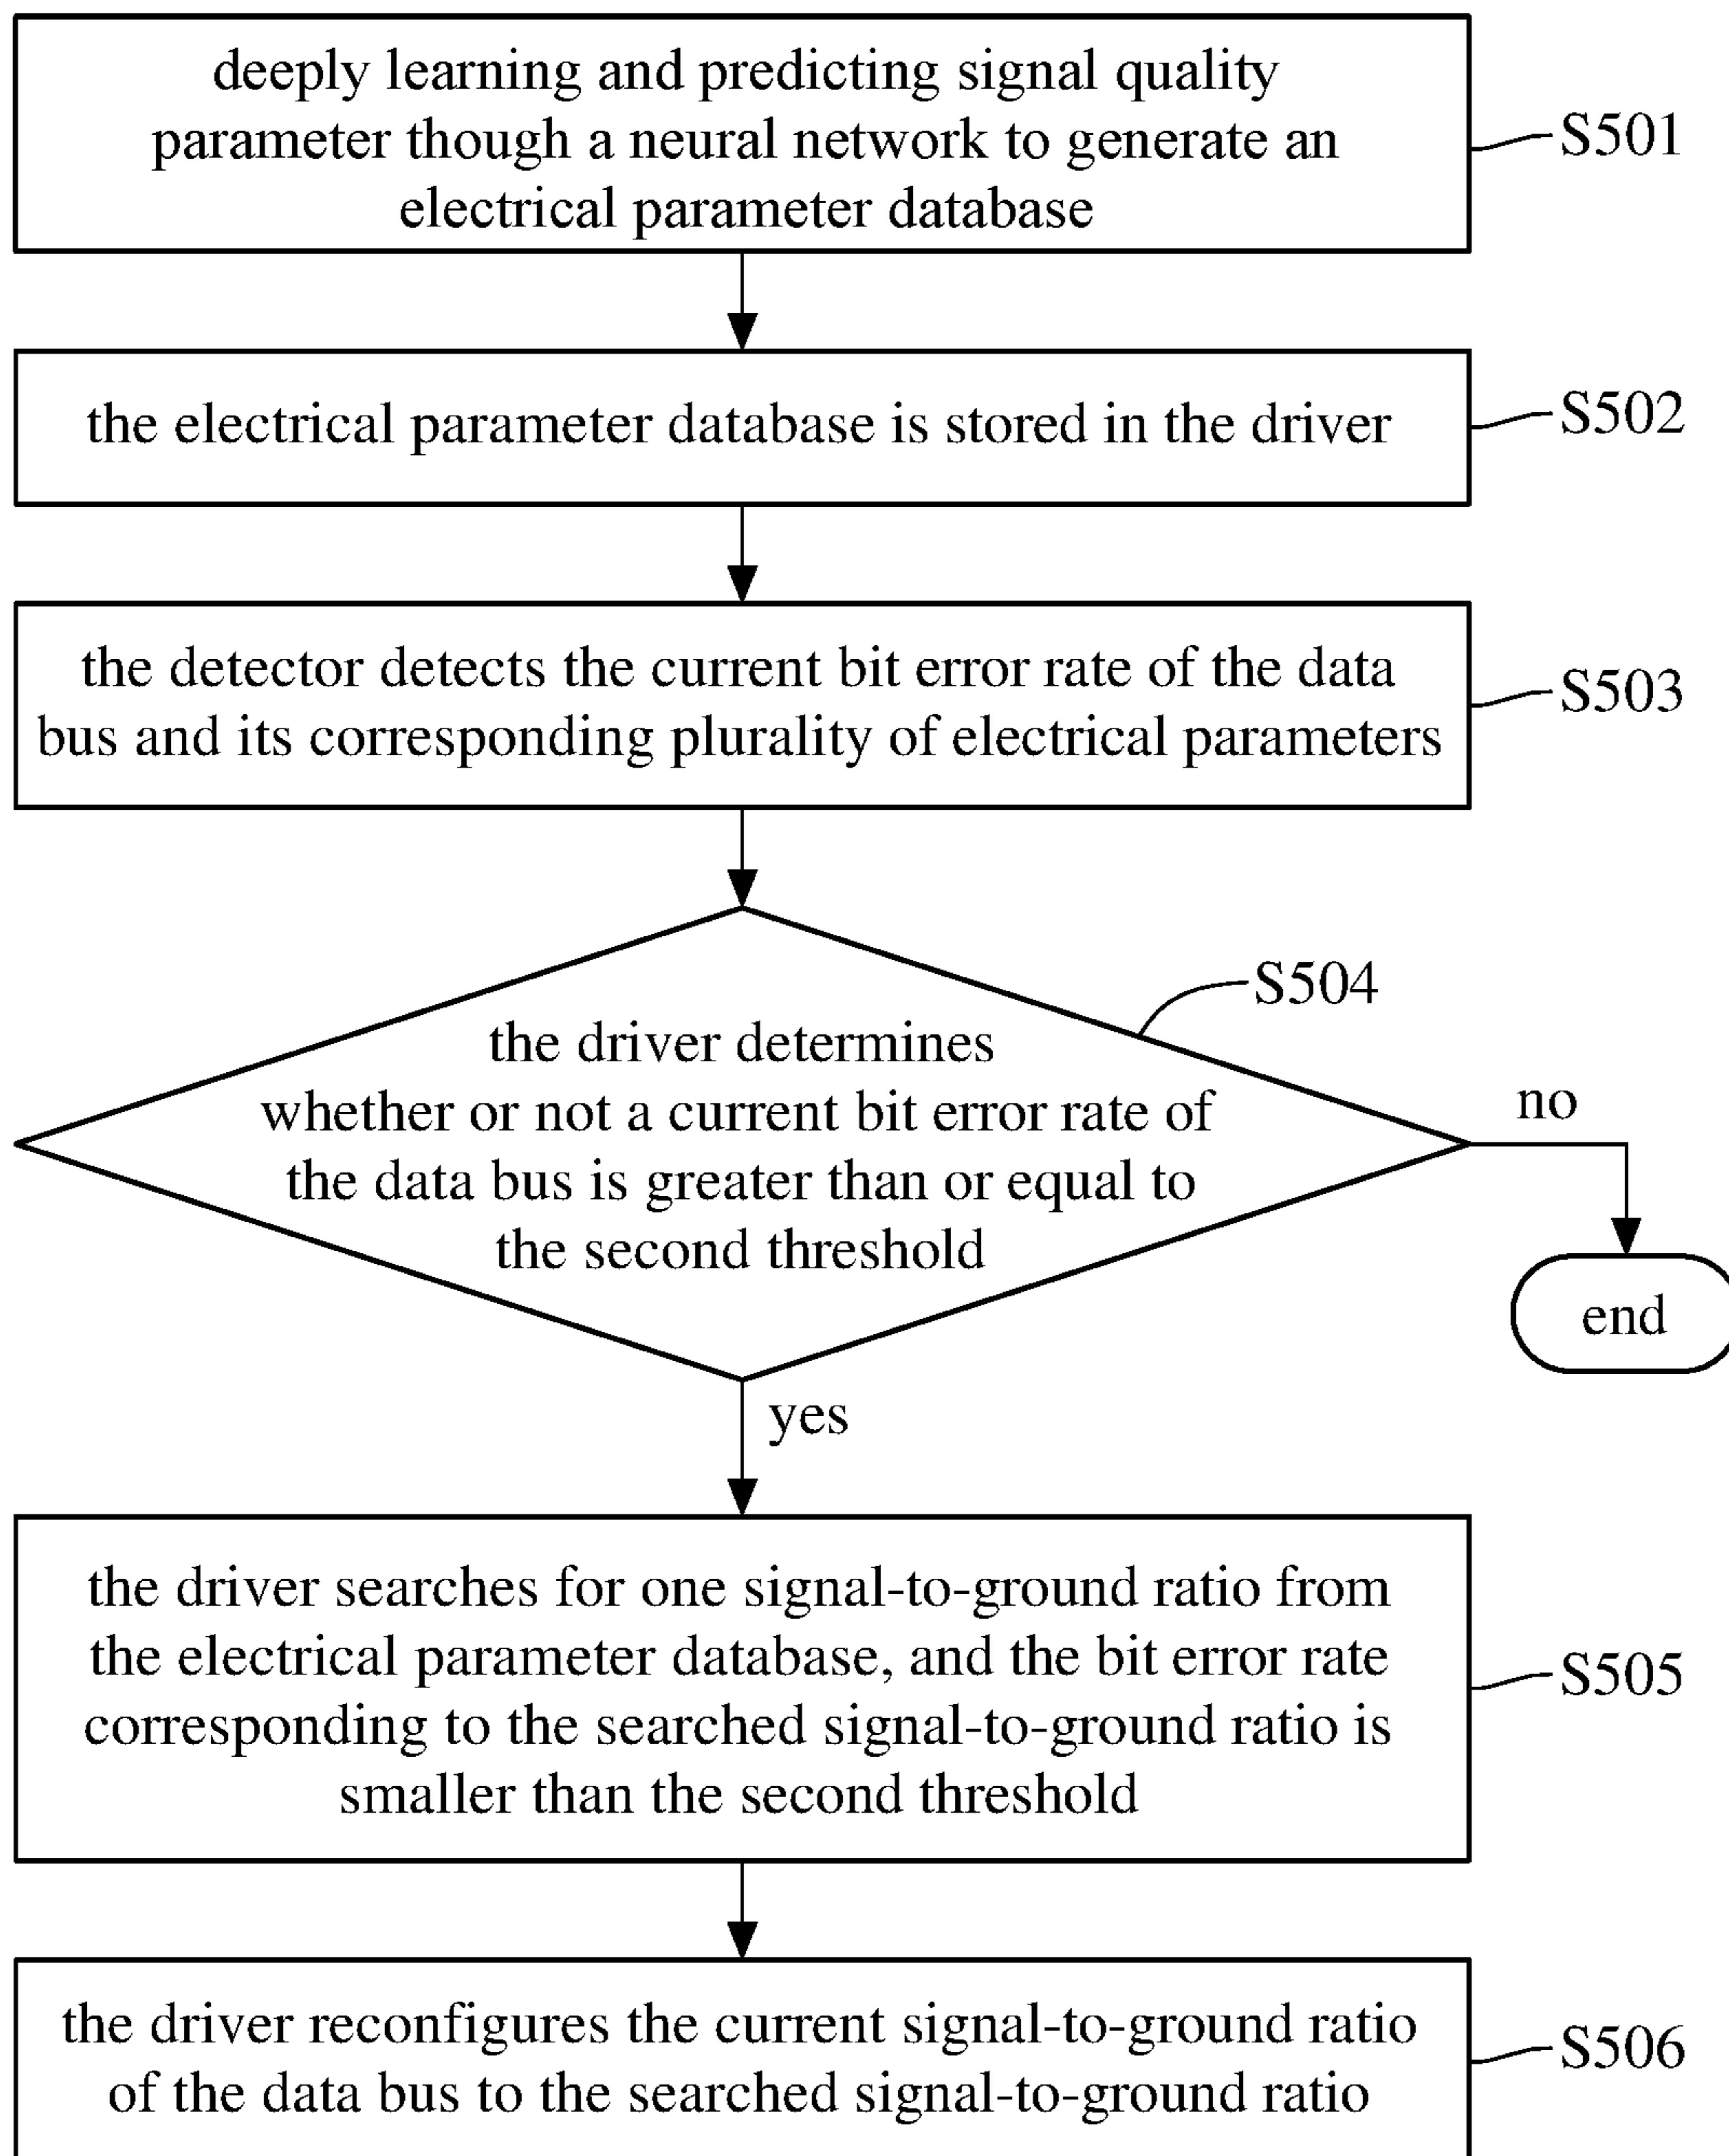 deeply learning and predicting signal quality
parameter though a neural network to generate an
electrical parameter database
S501
the electrical parameter database is stored in the driver
S502
the detector detects the current bit error rate of the data
bus and its corresponding plurality of electrical parameters
S503
S504
the driver determines
whether or not a current bit error rate of
the data bus is greater than or equal to
the second threshold
no
end
yes
the driver searches for one signal-to-ground ratio from
the electrical parameter database, and the bit error rate
corresponding to the searched signal-to-ground ratio is
smaller than the second threshold
S505
the driver reconfigures the current signal-to-ground ratio
of the data bus to the searched signal-to-ground ratio
S506